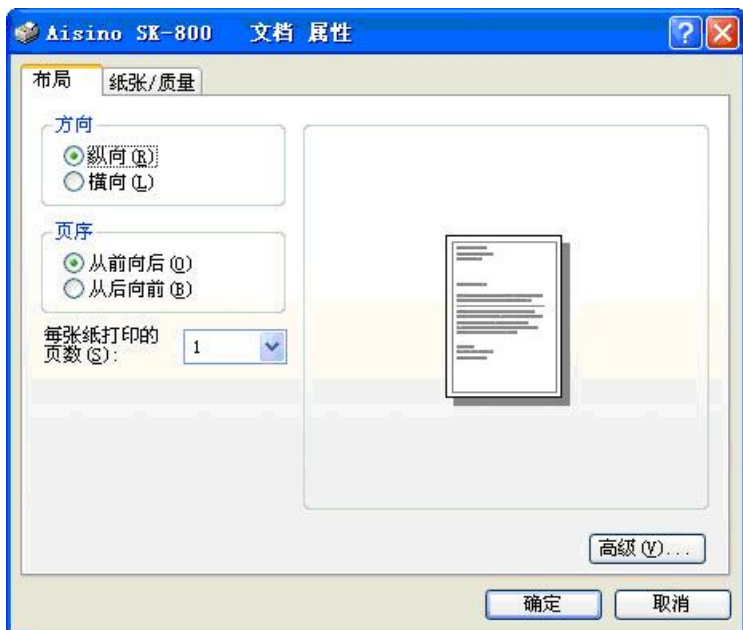 Aisino SK-800 文档 属性
布局
纸张/质量
方向
纵向(R)
横向(L)
页序
从前向后(O)
从后向前(B)
每张纸打印的
页数(S):
1
高级(V)...
确定
取消